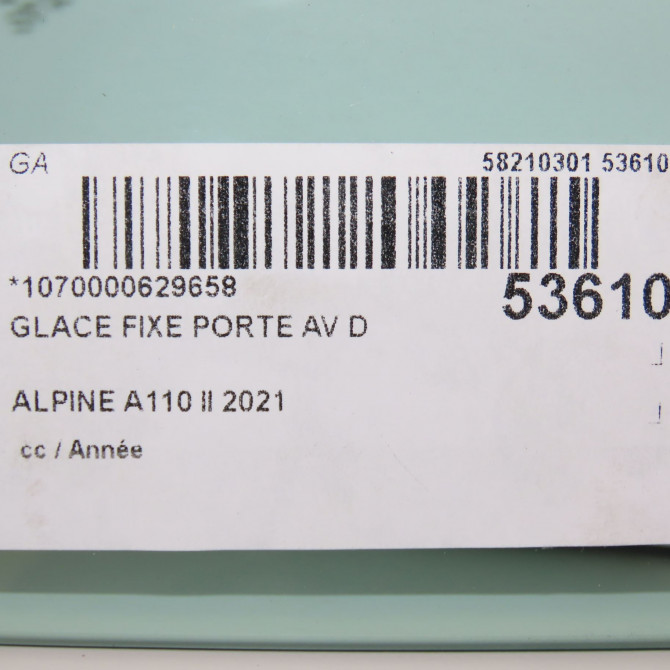 GA 58210301 53610
*1070000629658 53610
GLACE FIXE PORTE AV D
ALPINE A110 II 2021
cc / Année